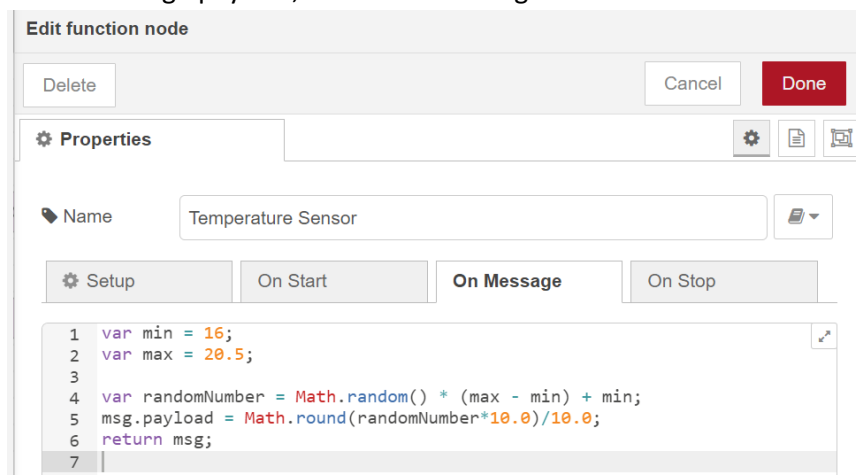 Edit function node
Delete Cancel Done
Properties
Name Temperature Sensor
Setup On Start On Message On Stop
1 var min = 16;
2 var max = 20.5;
3
4 var randomNumber = Math.random() * (max - min) + min;
5 msg.payload = Math.round(randomNumber*10.0)/10.0;
6 return msg;
7